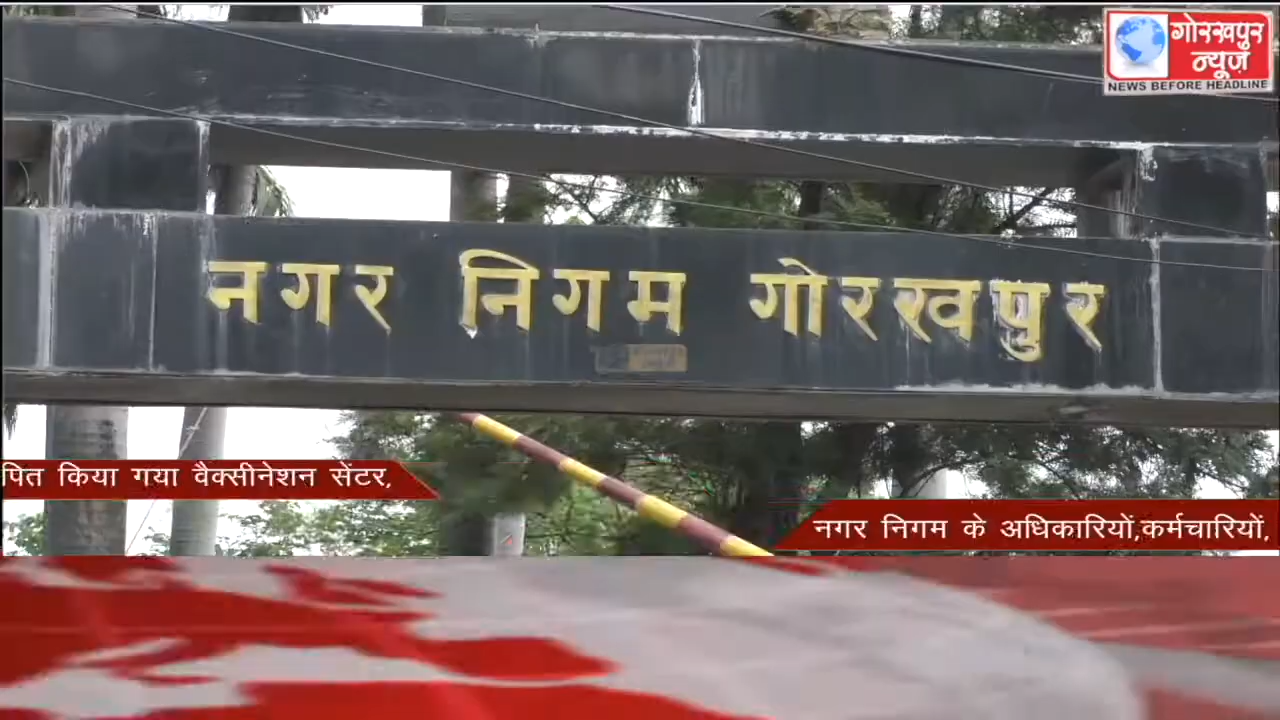 गोरखपुर
न्यूज़
NEWS BEFORE HEADLINE
नगर निगम गोरखपुर
पित किया गया वैक्सीनेशन सेंटर,
नगर निगम के अधिकारियों,कर्मचारियों,